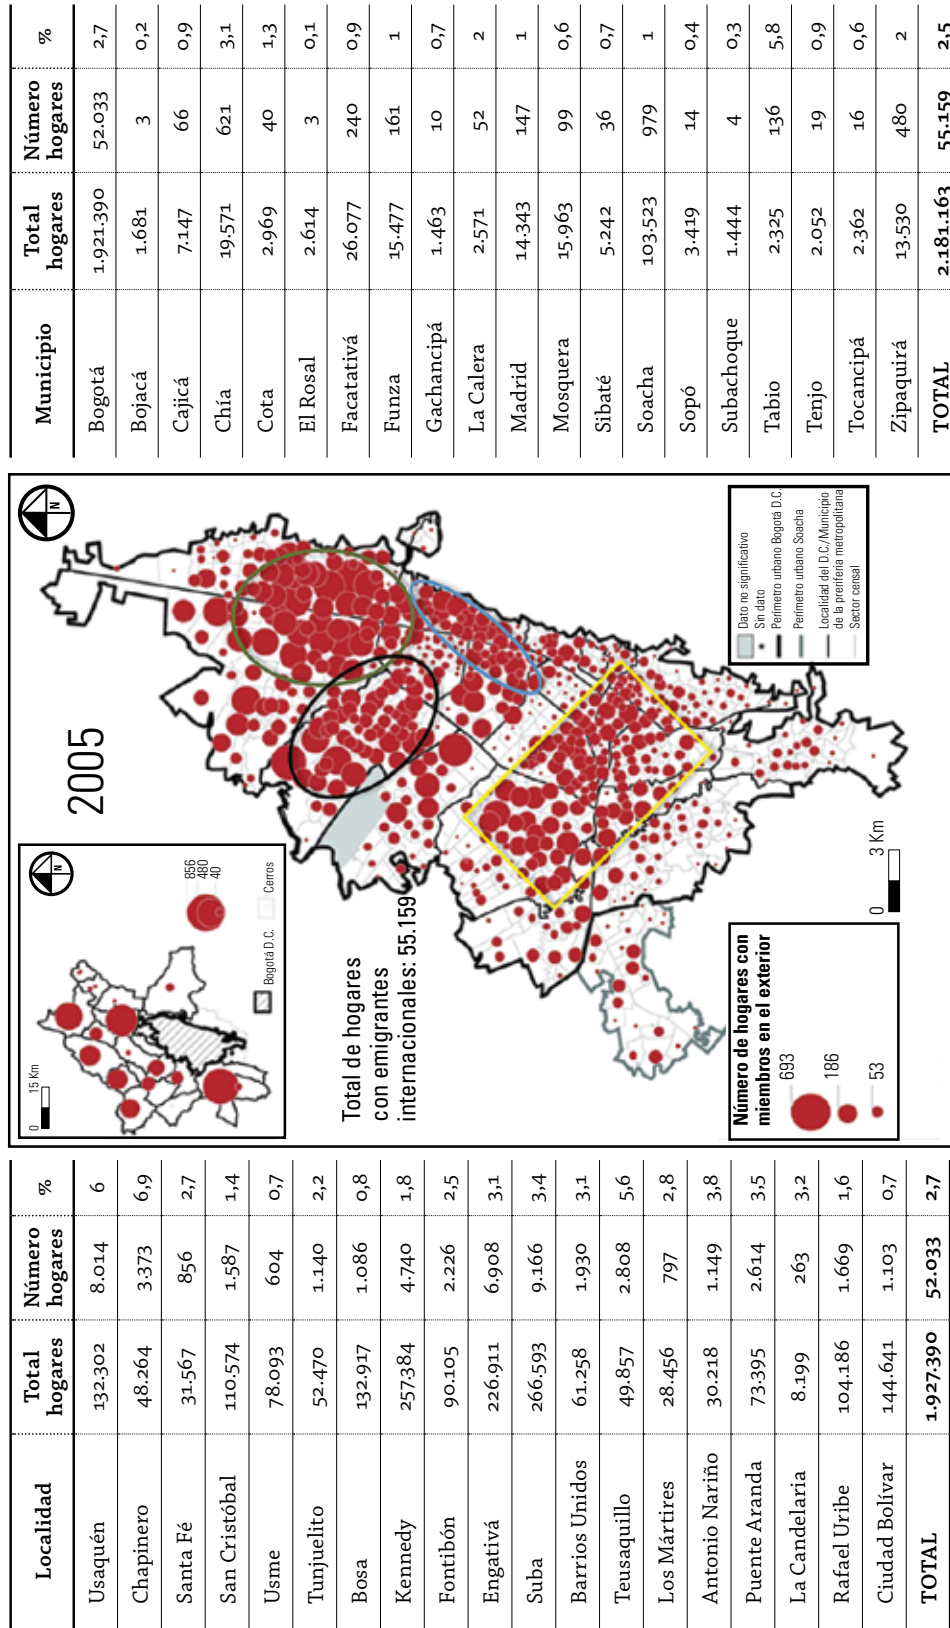 Localidad Total hogares Número hogares %
Usaquén 132.302 8.014 6
Chapinero 48.264 3.373 6,9
Santa Fé 31.567 856 2,7
San Cristóbal 110.574 1.587 1,4
Usme 78.093 604 0,7
Tunjuelito 52.470 1.140 2,2
Bosa 132.917 1.086 0,8
Kennedy 257.384 4.740 1,8
Fontibón 90.105 2.226 2,5
Engativá 226.911 6.908 3,1
Suba 266.593 9.166 3,4
Barrios Unidos 61.258 1.930 3,1
Teusaquillo 49.857 2.808 5,6
Los Mártires 28.456 797 2,8
Antonio Nariño 30.218 1.149 3,8
Puente Aranda 73.395 2.614 3,5
La Candelaria 8.199 263 3,2
Rafael Uribe 104.186 1.669 1,6
Ciudad Bolívar 144.641 1.103 0,7
TOTAL 1.927.390 52.033 2,7
0 15 Km
N
856
480
40
Bogotá D.C.
Cerros
2005
N
Total de hogares
con emigrantes
internacionales: 55.159
Número de hogares con
miembros en el exterior
693
186
53
0 3 Km
Dato no significativo
Sin dato
Perímetro urbano Bogotá D.C.
Perímetro urbano Soacha
Localidad del D.C./Municipio
de la preriferia metropolitana
Sector censal
Municipio Total hogares Número hogares %
Bogotá 1.921.390 52.033 2,7
Bojacá 1.681 3 0,2
Cajicá 7.147 66 0,9
Chía 19.571 621 3,1
Cota 2.969 40 1,3
El Rosal 2.614 3 0,1
Facatativá 26.077 240 0,9
Funza 15.477 161 1
Gachancipá 1.463 10 0,7
La Calera 2.571 52 2
Madrid 14.343 147 1
Mosquera 15.963 99 0,6
Sibaté 5.242 36 0,7
Soacha 103.523 979 1
Sopó 3.419 14 0,4
Subachoque 1.444 4 0,3
Tabio 2.325 136 5,8
Tenjo 2.052 19 0,9
Tocancipá 2.362 16 0,6
Zipaquirá 13.530 480 2
TOTAL 2.181.163 55.159 2,5